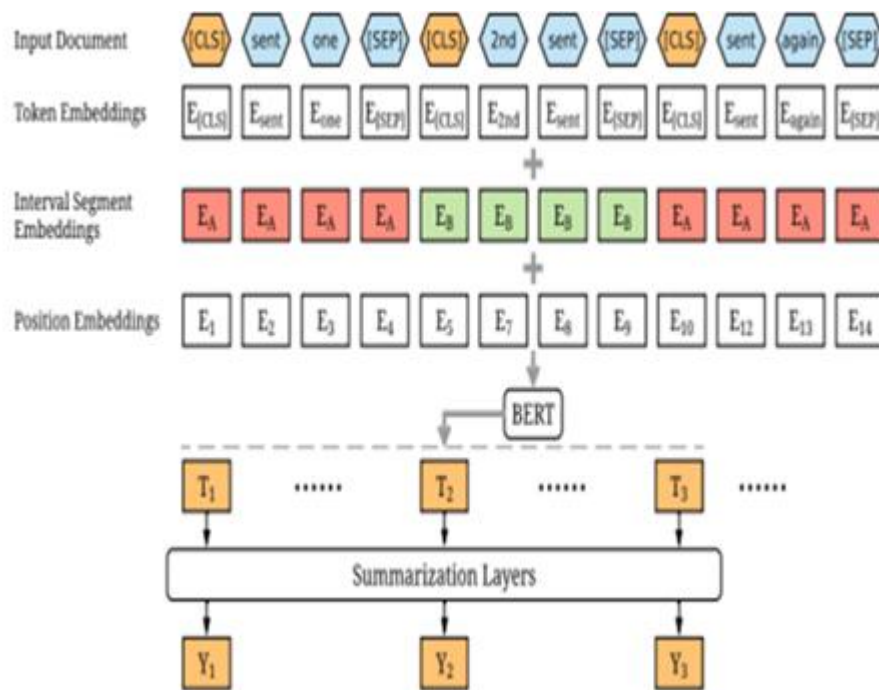 Input Document [CLS] sent one [SEP] [CLS] 2nd sent [SEP] [CLS] sent again [SEP]
Token Embeddings E[CLS] Esent Eone E[SEP] E[CLS] E2nd Esent E[SEP] E[CLS] Esent Eagain E[SEP]
+
Interval Segment
Embeddings EA EA EA EA EB EB EB EB EA EA EA EA
+
Position Embeddings E1 E2 E3 E4 E5 E7 E8 E9 E10 E12 E13 E14
BERT
T1 ...... T2 ...... T3 ......
Summarization Layers
Y1 Y2 Y3